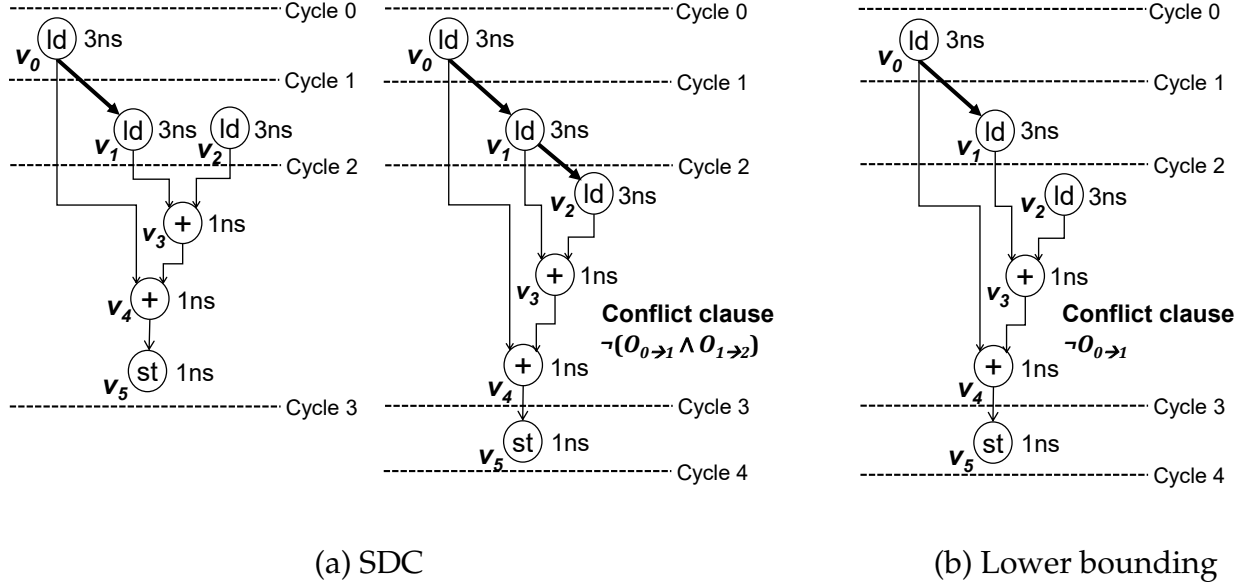 Cycle 0
ld 3ns
v0
Cycle 1
ld 3ns
v1
ld 3ns
v2
Cycle 2
+ 1ns
v3
+ 1ns
v4
st 1ns
v5
Cycle 3
Cycle 0
ld 3ns
v0
Cycle 1
ld 3ns
v1
Cycle 2
ld 3ns
v2
+ 1ns
v3
Conflict clause
¬(O0→1 ∧ O1→2)
+ 1ns
v4
Cycle 3
st 1ns
v5
Cycle 4
(a) SDC
Cycle 0
ld 3ns
v0
Cycle 1
ld 3ns
v1
Cycle 2
ld 3ns
v2
+ 1ns
v3
Conflict clause
¬O0→1
+ 1ns
v4
Cycle 3
st 1ns
v5
Cycle 4
(b) Lower bounding